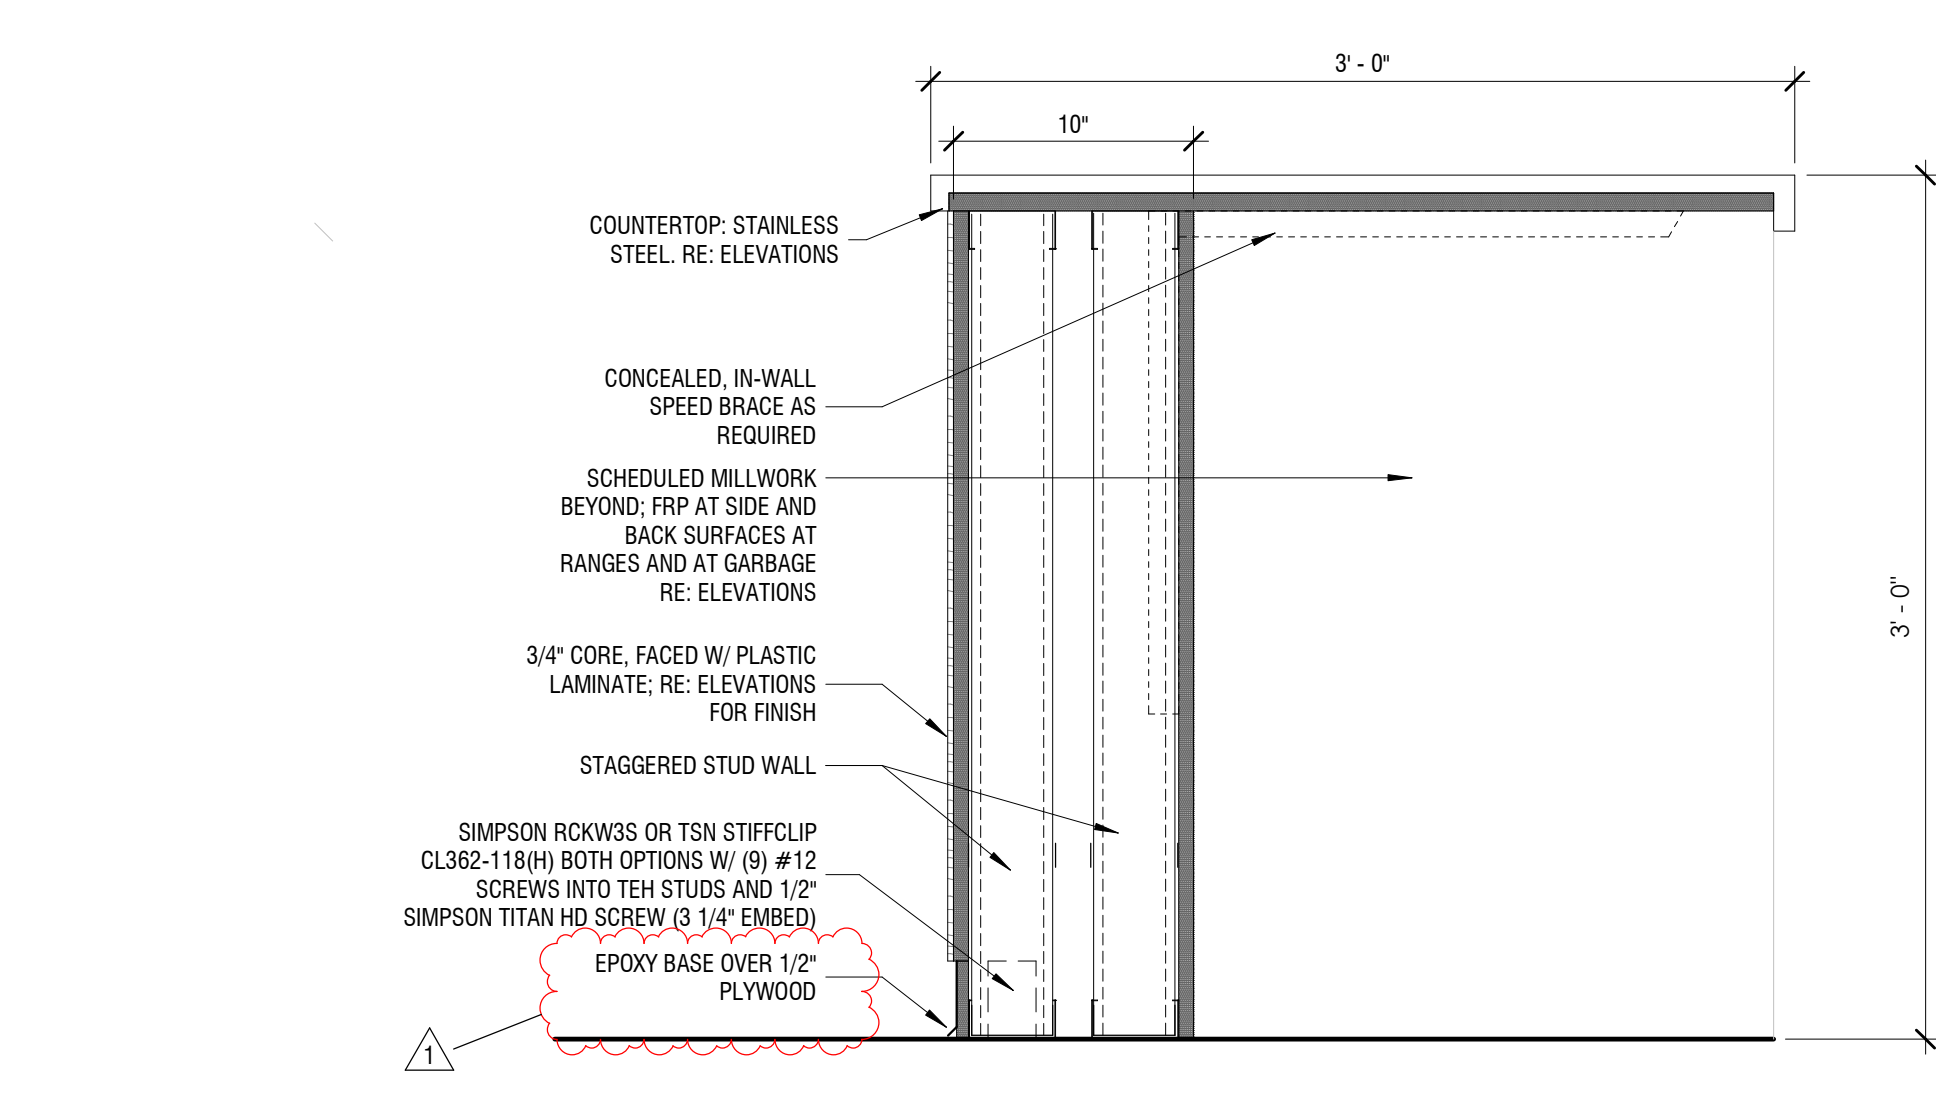 3' - 0"
10"
COUNTERTOP: STAINLESS
STEEL. RE: ELEVATIONS
CONCEALED, IN-WALL
SPEED BRACE AS
REQUIRED
SCHEDULED MILLWORK
BEYOND; FRP AT SIDE AND
BACK SURFACES AT
RANGES AND AT GARBAGE
RE: ELEVATIONS
3' - 0"
3/4" CORE, FACED W/ PLASTIC
LAMINATE; RE: ELEVATIONS
FOR FINISH
STAGGERED STUD WALL
SIMPSON RCKW3S OR TSN STIFFCLIP
CL362-118(H) BOTH OPTIONS W/ (9) #12
SCREWS INTO TEH STUDS AND 1/2"
SIMPSON TITAN HD SCREW (3 1/4" EMBED)
EPOXY BASE OVER 1/2"
PLYWOOD
1